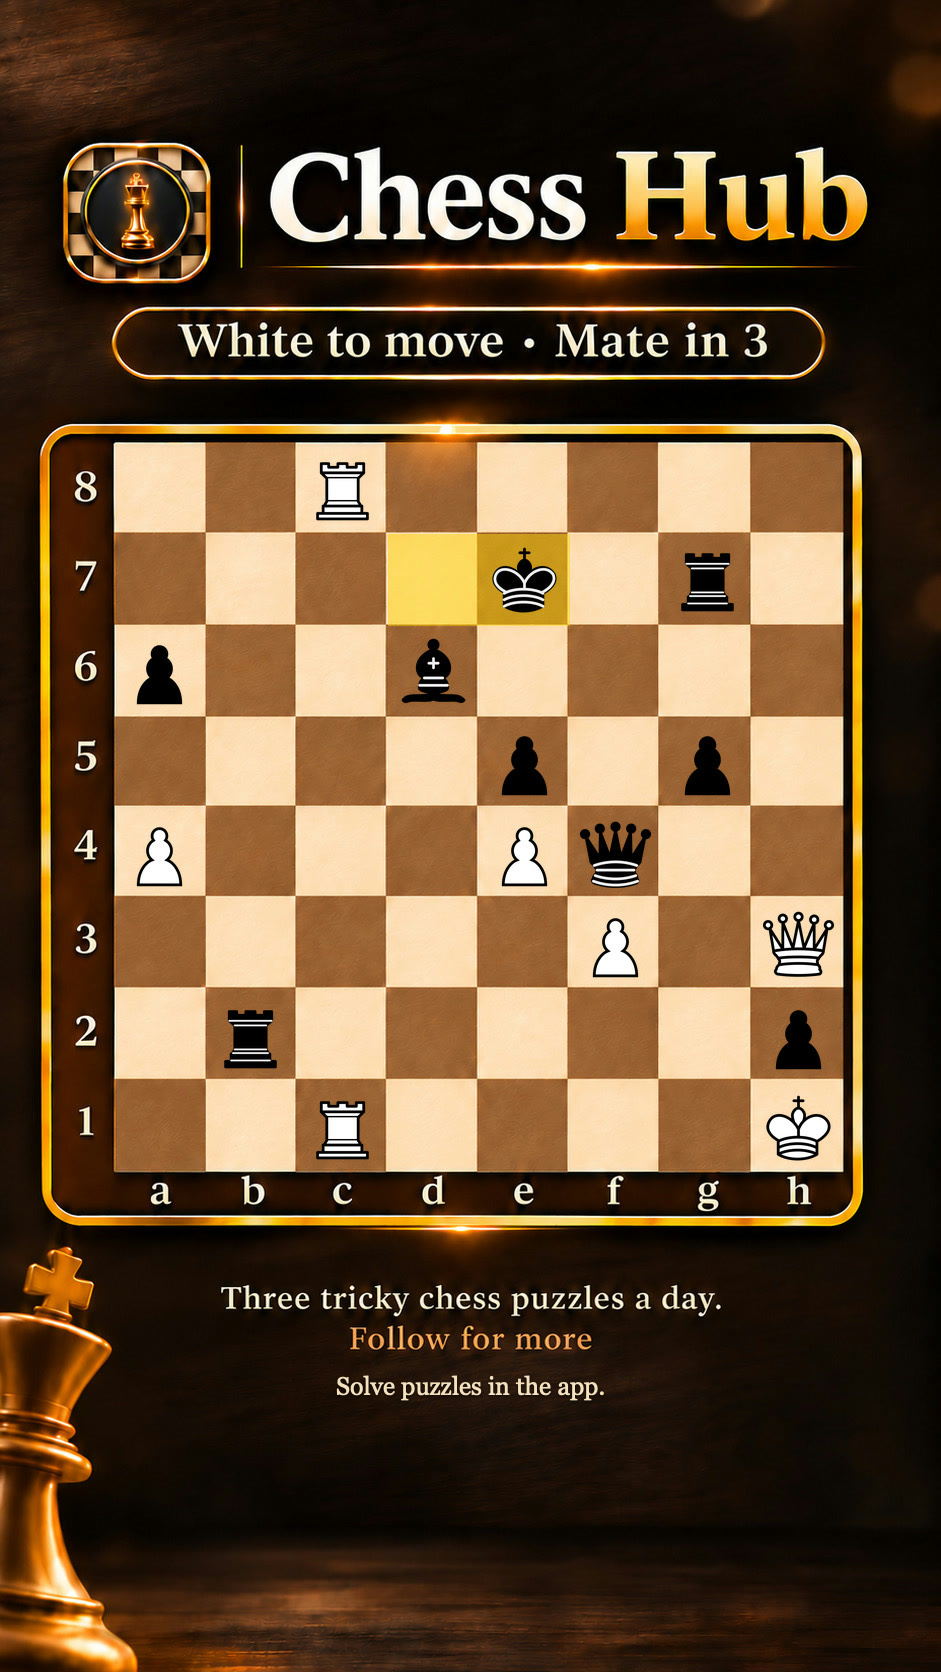 Chess Hub
White to move • Mate in 3
8
7
6
5
4
3
2
1
a b c d e f g h
Three tricky chess puzzles a day.
Follow for more
Solve puzzles in the app.